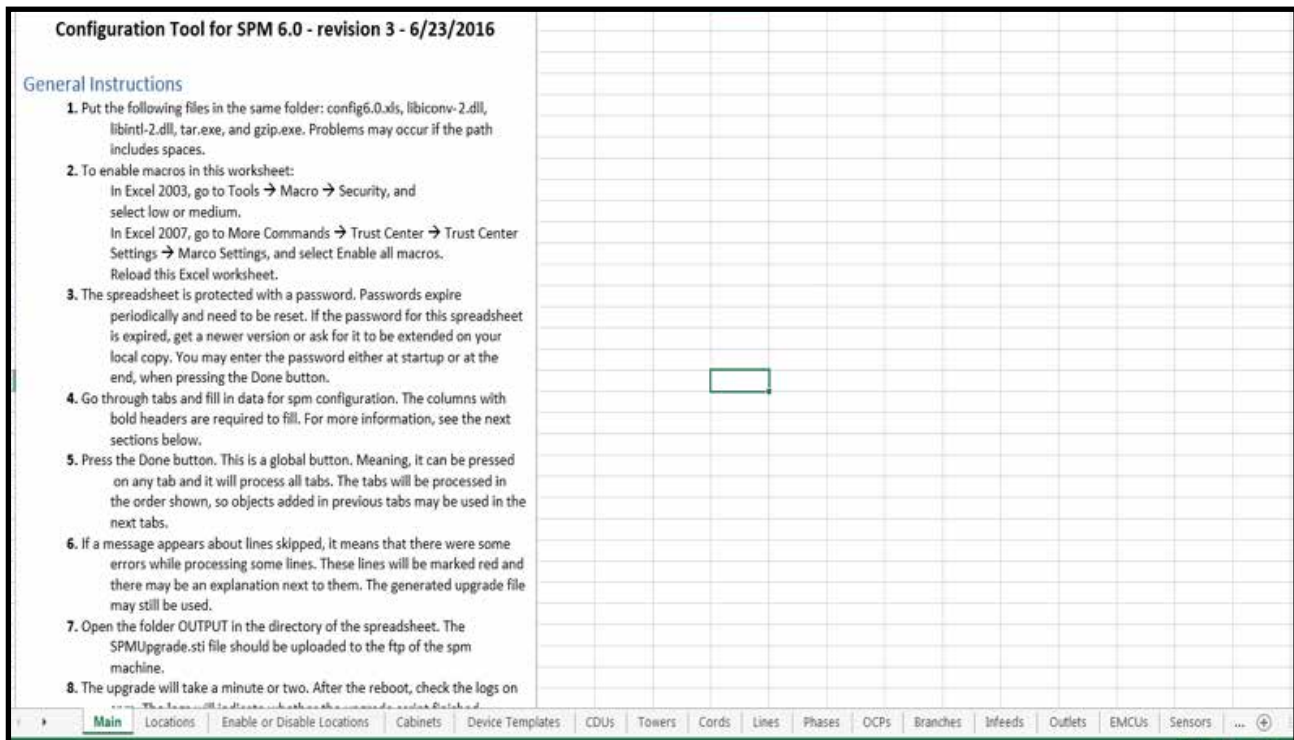 Configuration Tool for SPM 6.0 - revision 3 - 6/23/2016
General Instructions
1. Put the following files in the same folder: config6.0.xls, libiconv-2.dll,
libintl-2.dll, tar.exe, and gzip.exe. Problems may occur if the path
includes spaces.
2. To enable macros in this worksheet:
In Excel 2003, go to Tools → Macro → Security, and
select low or medium.
In Excel 2007, go to More Commands → Trust Center → Trust Center
Settings → Marco Settings, and select Enable all macros.
Reload this Excel worksheet.
3. The spreadsheet is protected with a password. Passwords expire
periodically and need to be reset. If the password for this spreadsheet
is expired, get a newer version or ask for it to be extended on your
local copy. You may enter the password either at startup or at the
end, when pressing the Done button.
4. Go through tabs and fill in data for spm configuration. The columns with
bold headers are required to fill. For more information, see the next
sections below.
5. Press the Done button. This is a global button. Meaning, it can be pressed
on any tab and it will process all tabs. The tabs will be processed in
the order shown, so objects added in previous tabs may be used in the
next tabs.
6. If a message appears about lines skipped, it means that there were some
errors while processing some lines. These lines will be marked red and
there may be an explanation next to them. The generated upgrade file
may still be used.
7. Open the folder OUTPUT in the directory of the spreadsheet. The
SPMUpgrade.sti file should be uploaded to the ftp of the spm
machine.
8. The upgrade will take a minute or two. After the reboot, check the logs on
Main Locations Enable or Disable Locations Cabinets Device Templates CDUs Towers Cords Lines Phases OCPs Branches Infeeds Outlets EMCUs Sensors ...